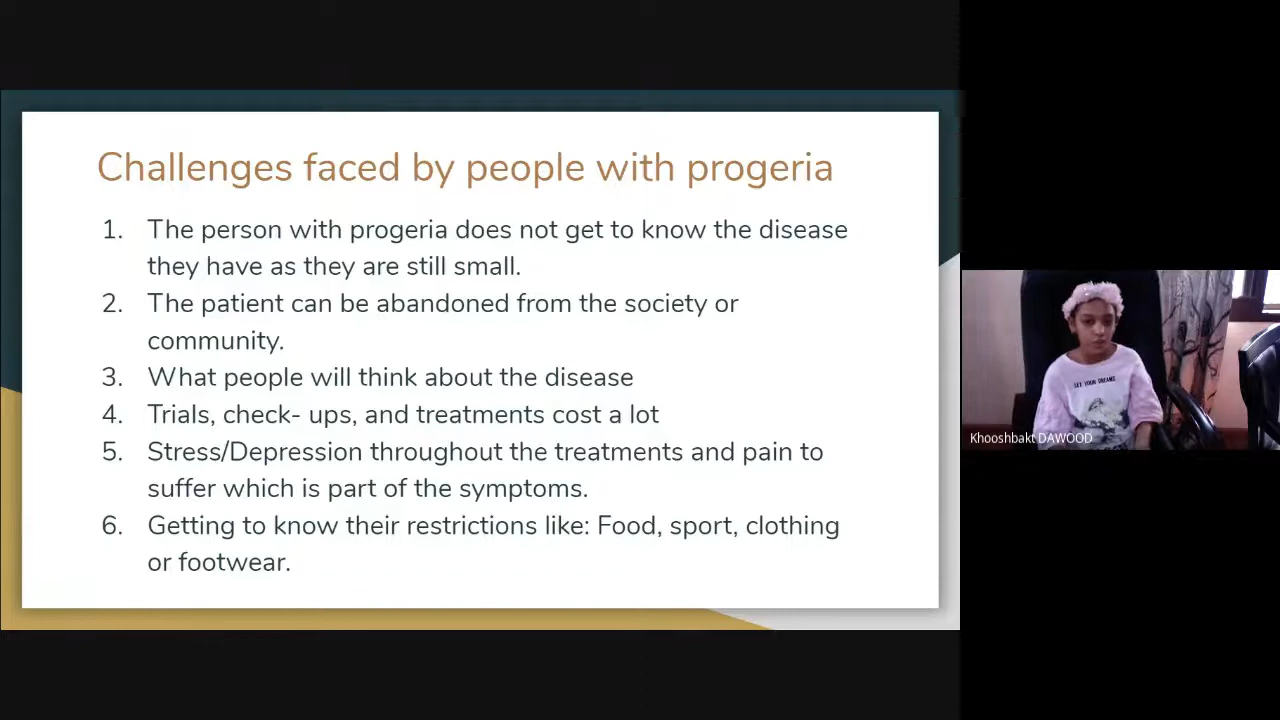 Challenges faced by people with progeria
1. The person with progeria does not get to know the disease
they have as they are still small.
2. The patient can be abandoned from the society or
community.
3. What people will think about the disease
4. Trials, check- ups, and treatments cost a lot
5. Stress/Depression throughout the treatments and pain to
suffer which is part of the symptoms.
6. Getting to know their restrictions like: Food, sport, clothing
or footwear.
LET YOUR DREAMS
Khooshbakt DAWOOD